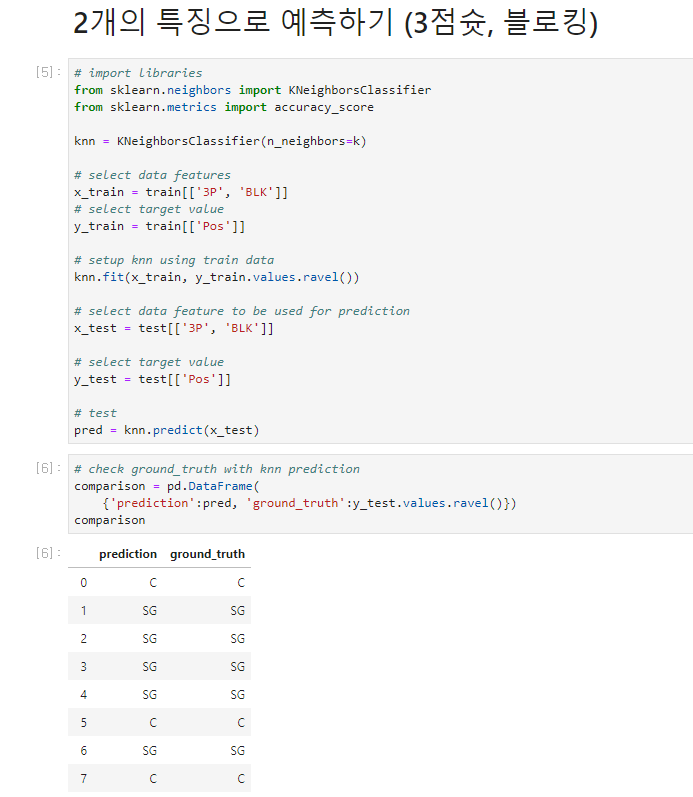 2개의 특징으로 예측하기 (3점슛, 블로킹)
[5]: # import libraries
from sklearn.neighbors import KNeighborsClassifier
from sklearn.metrics import accuracy_score
knn = KNeighborsClassifier(n_neighbors=k)
# select data features
x_train = train[['3P', 'BLK']]
# select target value
y_train = train[['Pos']]
# setup knn using train data
knn.fit(x_train, y_train.values.ravel())
# select data feature to be used for prediction
x_test = test[['3P', 'BLK']]
# select target value
y_test = test[['Pos']]
# test
pred = knn.predict(x_test)
[6]: # check ground_truth with knn prediction
comparison = pd.DataFrame(
    {'prediction':pred, 'ground_truth':y_test.values.ravel()})
comparison
[6]: prediction ground_truth
0 C C
1 SG SG
2 SG SG
3 SG SG
4 SG SG
5 C C
6 SG SG
7 C C